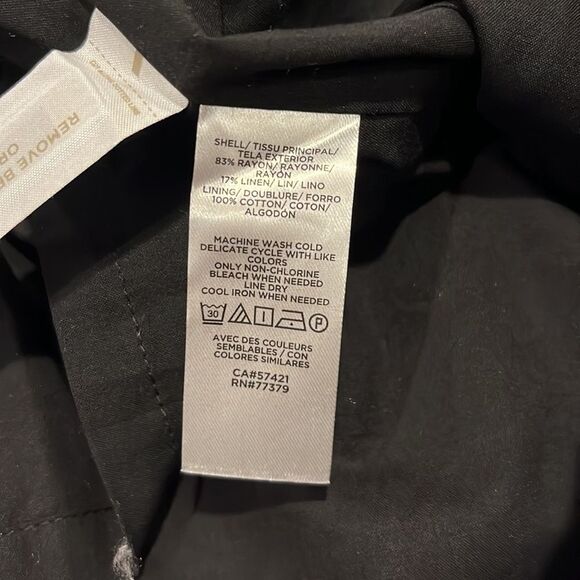 REMOVE BE
OR
SHELL/ TISSU PRINCIPAL/
TELA EXTERIOR
83% RAYON/ RAYONNE/
RAYÓN
17% LINEN/ LIN/ LINO
LINING/ DOUBLURE/ FORRO
100% COTTON/ COTON/
ALGODÓN
MACHINE WASH COLD
DELICATE CYCLE WITH LIKE
COLORS
ONLY NON-CHLORINE
BLEACH WHEN NEEDED
LINE DRY
COOL IRON WHEN NEEDED
30 P
AVEC DES COULEURS
SEMBLABLES / CON
COLORES SIMILARES
CA#57421
RN#77379